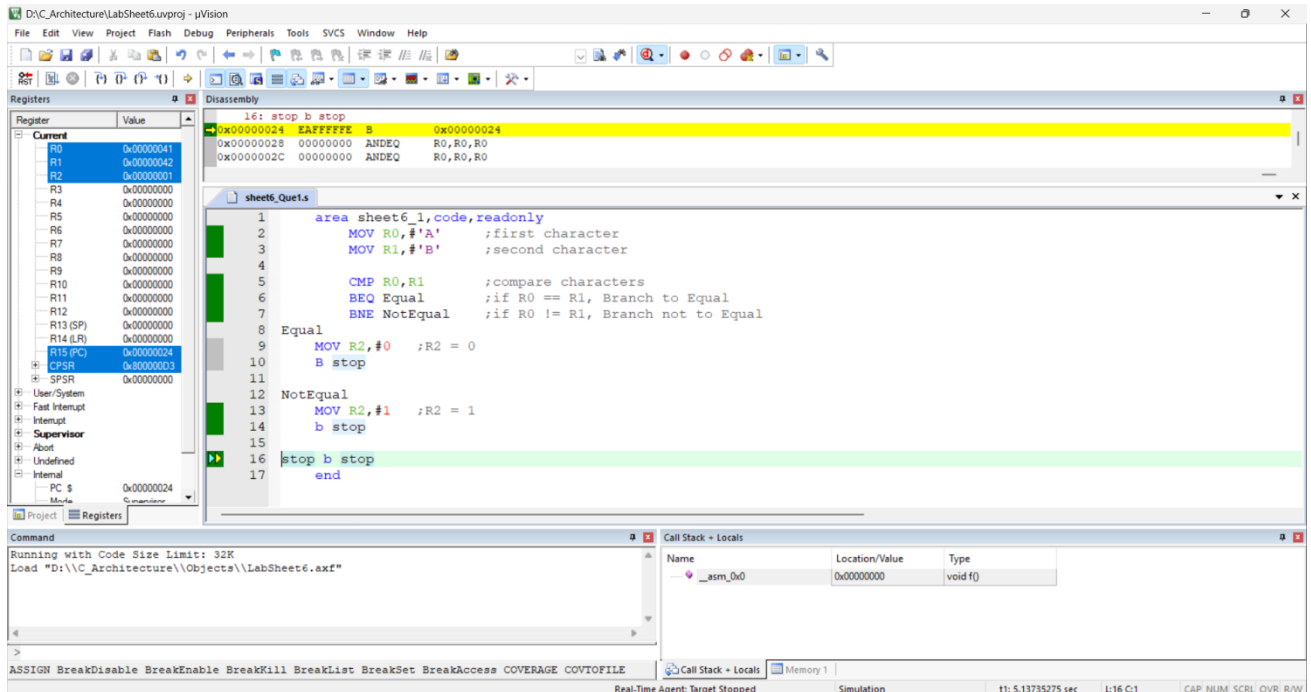 D:\C_Architecture\LabSheet6.uvproj - µVision
File Edit View Project Flash Debug Peripherals Tools SVCS Window Help
Registers
Register Value
Current
R0 0x00000041
R1 0x00000042
R2 0x00000001
R3 0x00000000
R4 0x00000000
R5 0x00000000
R6 0x00000000
R7 0x00000000
R8 0x00000000
R9 0x00000000
R10 0x00000000
R11 0x00000000
R12 0x00000000
R13 (SP) 0x00000000
R14 (LR) 0x00000000
R15 (PC) 0x00000024
CPSR 0x800000D3
SPSR 0x00000000
User/System
Fast Interrupt
Interrupt
Supervisor
Abort
Undefined
Internal
PC $ 0x00000024
Mode Supervisor
Project Registers
Disassembly
16: stop b stop
0x00000024 EAFFFFFE B 0x00000024
0x00000028 00000000 ANDEQ R0,R0,R0
0x0000002C 00000000 ANDEQ R0,R0,R0
sheet6_Que1.s
1 area sheet6_1,code,readonly
2 MOV R0,#'A' ;first character
3 MOV R1,#'B' ;second character
4
5 CMP R0,R1 ;compare characters
6 BEQ Equal ;if R0 == R1, Branch to Equal
7 BNE NotEqual ;if R0 != R1, Branch not to Equal
8 Equal
9 MOV R2,#0 ;R2 = 0
10 B stop
11
12 NotEqual
13 MOV R2,#1 ;R2 = 1
14 b stop
15
16 stop b stop
17 end
Command
Running with Code Size Limit: 32K
Load "D:\\C_Architecture\\Objects\\LabSheet6.axf"
>
ASSIGN BreakDisable BreakEnable BreakKill BreakList BreakSet BreakAccess COVERAGE COVTOFILE
Call Stack + Locals
Name Location/Value Type
__asm_0x0 0x00000000 void f()
Call Stack + Locals Memory 1
Real-Time Agent: Target Stopped Simulation t1: 5.13735275 sec L:16 C:1 CAP NUM SCRL OVR R/W